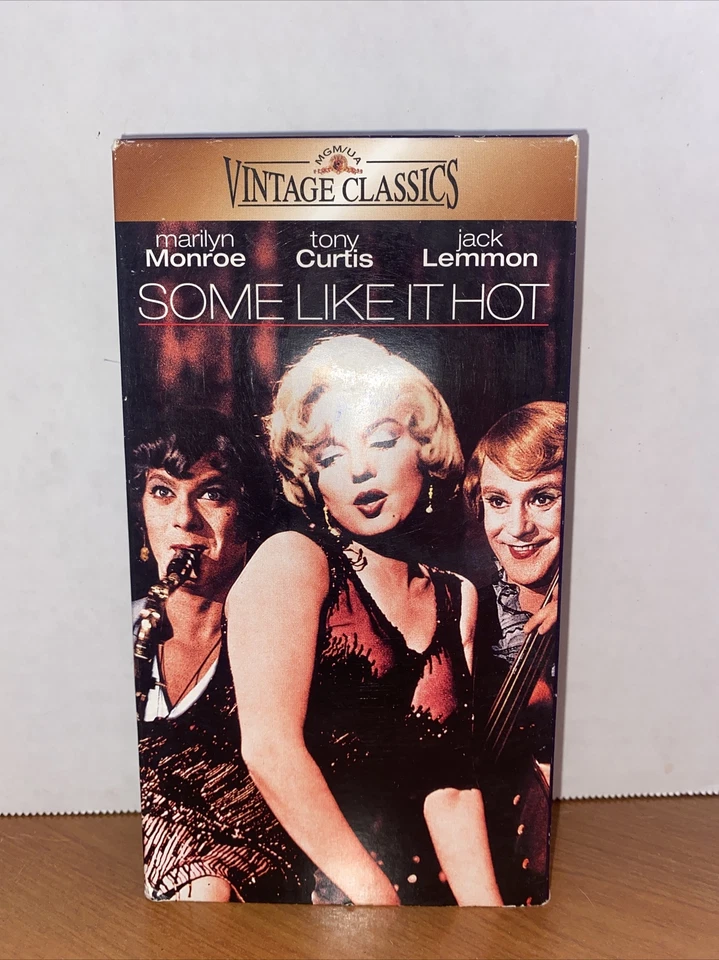 MGM/UA
VINTAGE CLASSICS
marilyn Monroe
tony Curtis
jack Lemmon
SOME LIKE IT HOT